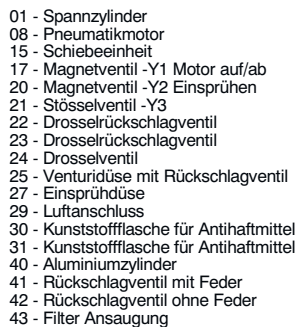 01 - Spannzylinder
08 - Pneumatikmotor
15 - Schiebeeinheit
17 - Magnetventil -Y1 Motor auf/ab
20 - Magnetventil -Y2 Einsprühen
21 - Stösselventil -Y3
22 - Drosselrückschlagventil
23 - Drosselrückschlagventil
24 - Drosselventil
25 - Venturidüse mit Rückschlagventil
27 - Einsprühdüse
29 - Luftanschluss
30 - Kunststoffflasche für Antihaftmittel
31 - Kunststoffflasche für Antihaftmittel
40 - Aluminiumzylinder
41 - Rückschlagventil mit Feder
42 - Rückschlagventil ohne Feder
43 - Filter Ansaugung